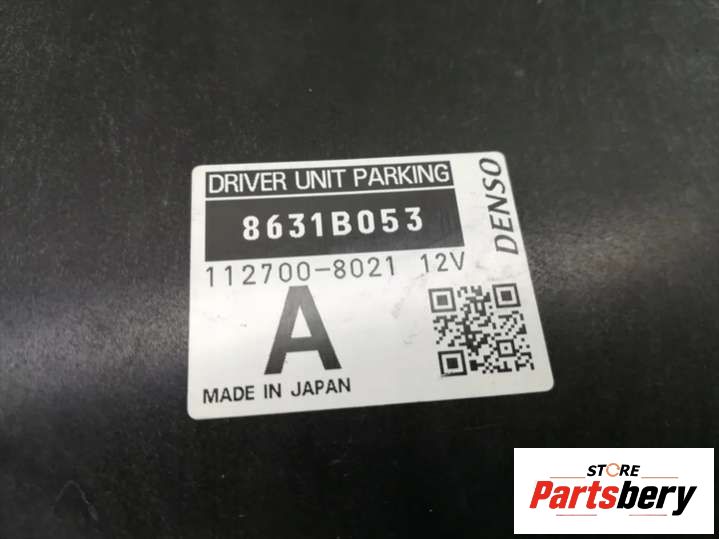 DRIVER UNIT PARKING
8631B053
112700-8021 12V
A
MADE IN JAPAN
DENSO
STORE
Partsbery